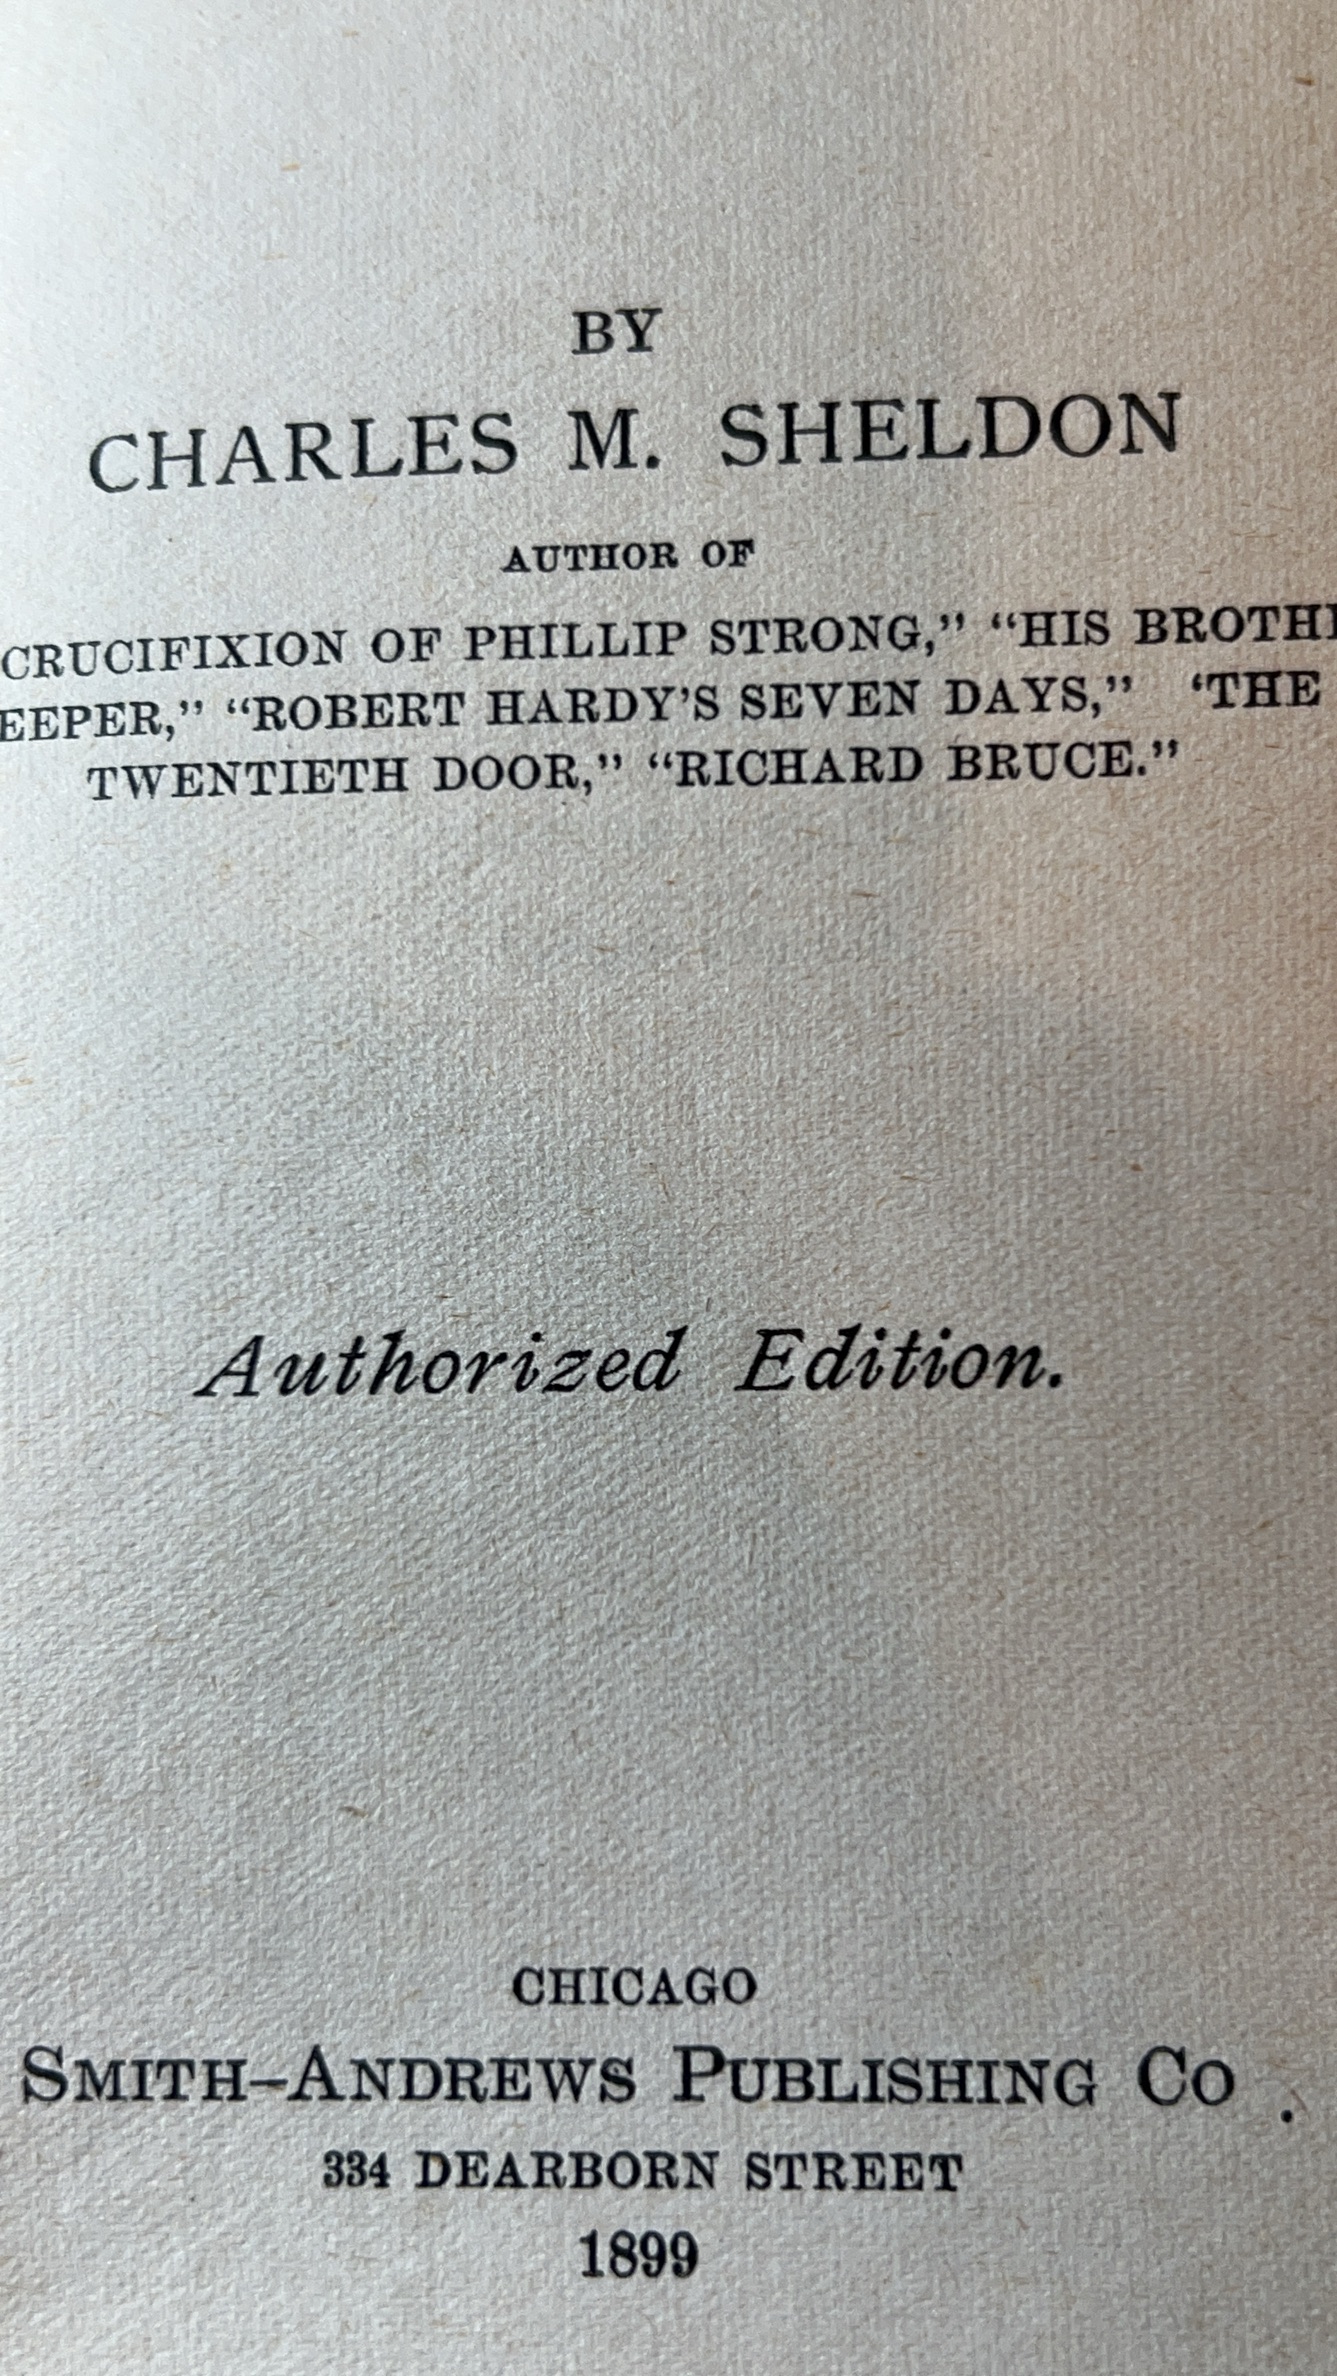 BY
CHARLES M. SHELDON
AUTHOR OF
CRUCIFIXION OF PHILLIP STRONG," "HIS BROTHE
EEPER," "ROBERT HARDY'S SEVEN DAYS," 'THE
TWENTIETH DOOR," "RICHARD BRUCE."
Authorized Edition.
CHICAGO
SMITH–ANDREWS PUBLISHING CO.
334 DEARBORN STREET
1899